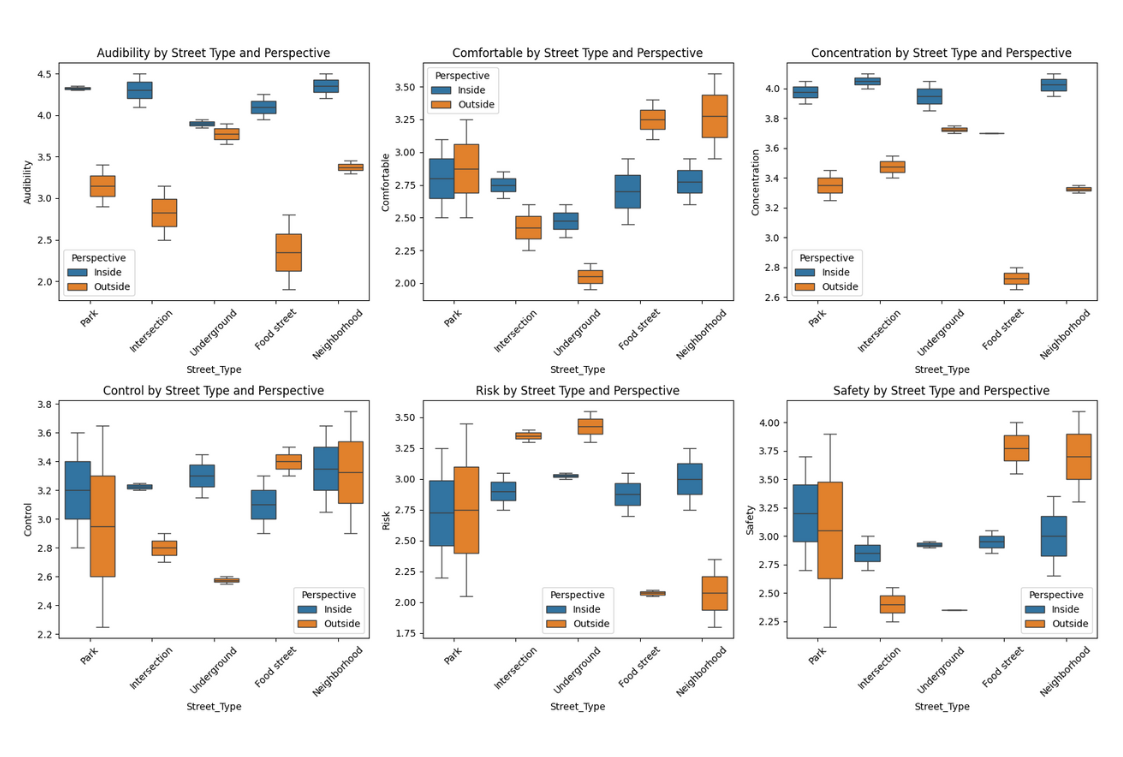 Audibility by Street Type and Perspective
4.5
4.0
3.5
3.0
2.5
2.0
Audibility
Perspective
Inside
Outside
Park
Intersection
Underground
Food street
Neighborhood
Street_Type
Comfortable by Street Type and Perspective
3.50
3.25
3.00
2.75
2.50
2.25
2.00
Comfortable
Perspective
Inside
Outside
Park
Intersection
Underground
Food street
Neighborhood
Street_Type
Concentration by Street Type and Perspective
4.0
3.8
3.6
3.4
3.2
3.0
2.8
2.6
Concentration
Perspective
Inside
Outside
Park
Intersection
Underground
Food street
Neighborhood
Street_Type
Control by Street Type and Perspective
3.8
3.6
3.4
3.2
3.0
2.8
2.6
2.4
2.2
Control
Perspective
Inside
Outside
Park
Intersection
Underground
Food street
Neighborhood
Street_Type
Risk by Street Type and Perspective
3.50
3.25
3.00
2.75
2.50
2.25
2.00
1.75
Risk
Perspective
Inside
Outside
Park
Intersection
Underground
Food street
Neighborhood
Street_Type
Safety by Street Type and Perspective
4.00
3.75
3.50
3.25
3.00
2.75
2.50
2.25
Safety
Perspective
Inside
Outside
Park
Intersection
Underground
Food street
Neighborhood
Street_Type